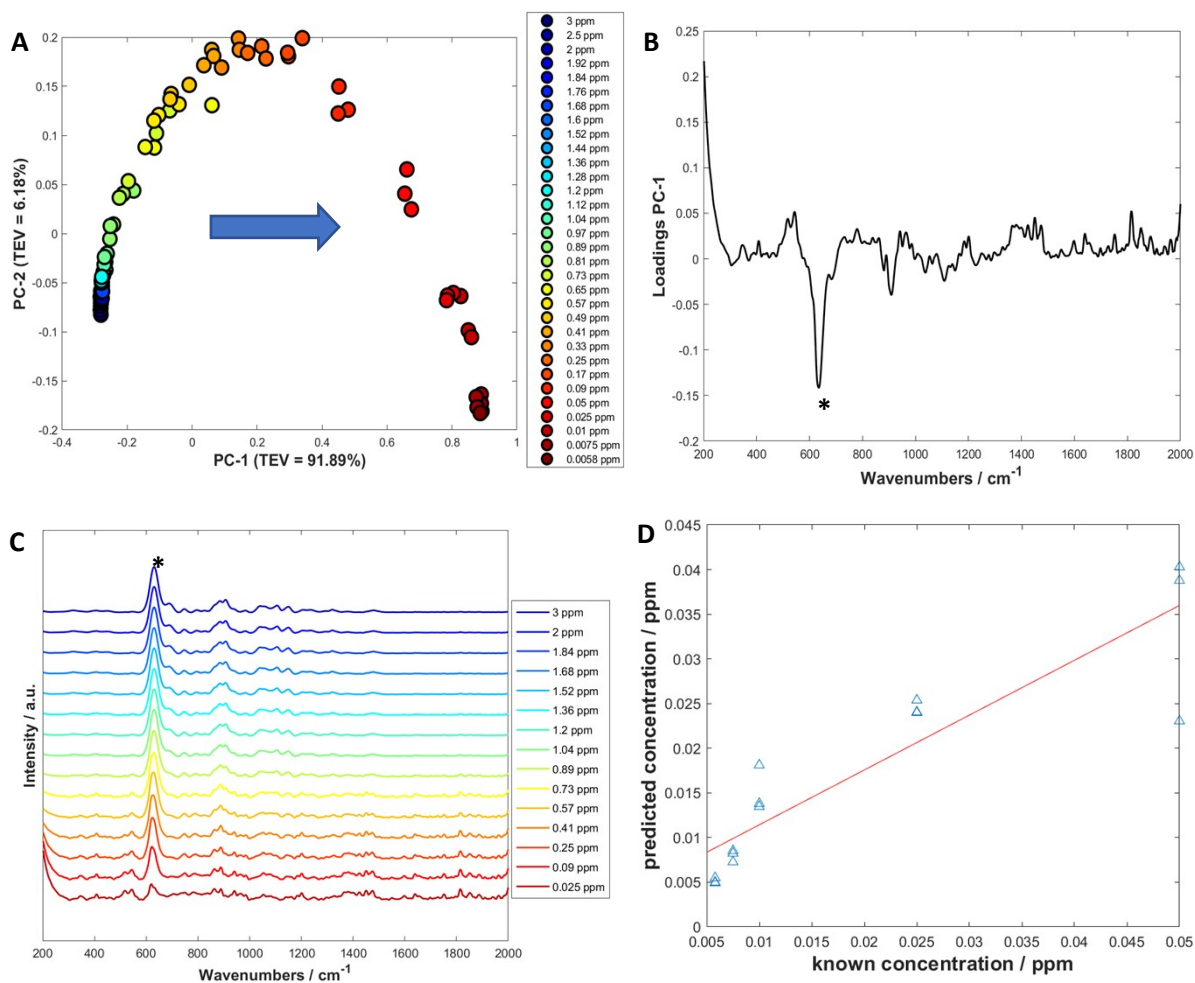 A
0.2
0.15
0.1
0.05
0
-0.05
-0.1
-0.15
-0.2
-0.4
-0.2
0
0.2
0.4
0.6
0.8
1
PC-2 (TEV = 6.18%)
PC-1 (TEV = 91.89%)
3 ppm
2.5 ppm
2 ppm
1.92 ppm
1.84 ppm
1.76 ppm
1.68 ppm
1.6 ppm
1.52 ppm
1.44 ppm
1.36 ppm
1.28 ppm
1.2 ppm
1.12 ppm
1.04 ppm
0.97 ppm
0.89 ppm
0.81 ppm
0.73 ppm
0.65 ppm
0.57 ppm
0.49 ppm
0.41 ppm
0.33 ppm
0.25 ppm
0.17 ppm
0.09 ppm
0.05 ppm
0.025 ppm
0.01 ppm
0.0075 ppm
0.0058 ppm
B
0.25
0.2
0.15
0.1
0.05
0
-0.05
-0.1
-0.15
-0.2
200
400
600
800
1000
1200
1400
1600
1800
2000
Loadings PC-1
Wavenumbers / cm-1
*
C
*
Intensity / a.u.
200
400
600
800
1000
1200
1400
1600
1800
2000
Wavenumbers / cm-1
3 ppm
2 ppm
1.84 ppm
1.68 ppm
1.52 ppm
1.36 ppm
1.2 ppm
1.04 ppm
0.89 ppm
0.73 ppm
0.57 ppm
0.41 ppm
0.25 ppm
0.09 ppm
0.025 ppm
D
0.045
0.04
0.035
0.03
0.025
0.02
0.015
0.01
0.005
0
0.005
0.01
0.015
0.02
0.025
0.03
0.035
0.04
0.045
0.05
predicted concentration / ppm
known concentration / ppm